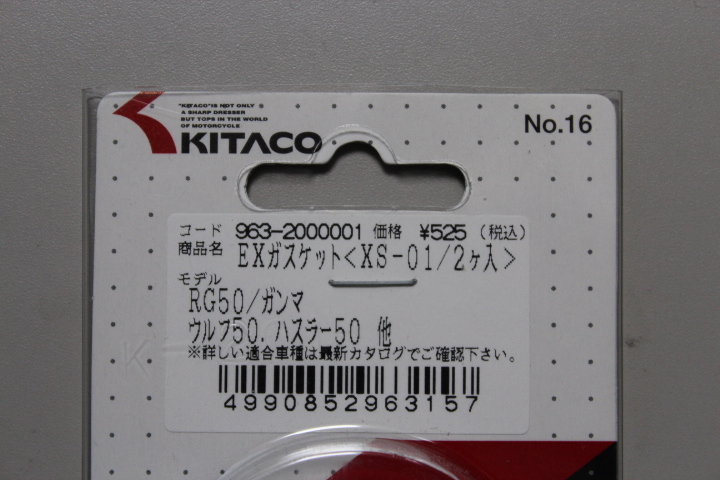 "KITACO"IS NOT ONLY
A SHARP DRESSER
BUT TOPS IN THE WORLD
OF MOTORCYCLE
KITACO
No.16
コード 963-2000001 価格 ¥525 (税込)
商品名 EXガスケット<XS-01/2ヶ入>
モデル
RG50/ガンマ
ウルフ50.ハスラー50 他
※詳しい適合車種は最新カタログでご確認下さい。
4990852963157